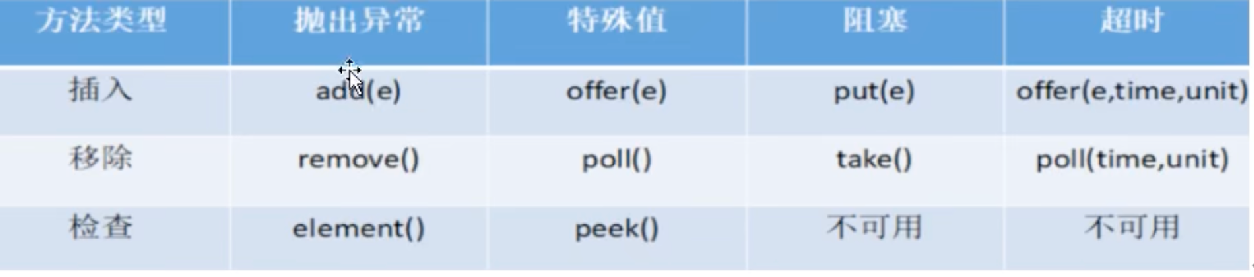 方法类型 抛出异常 特殊值 阻塞 超时
插入 add(e) offer(e) put(e) offer(e,time,unit)
移除 remove() poll() take() poll(time,unit)
检查 element() peek() 不可用 不可用